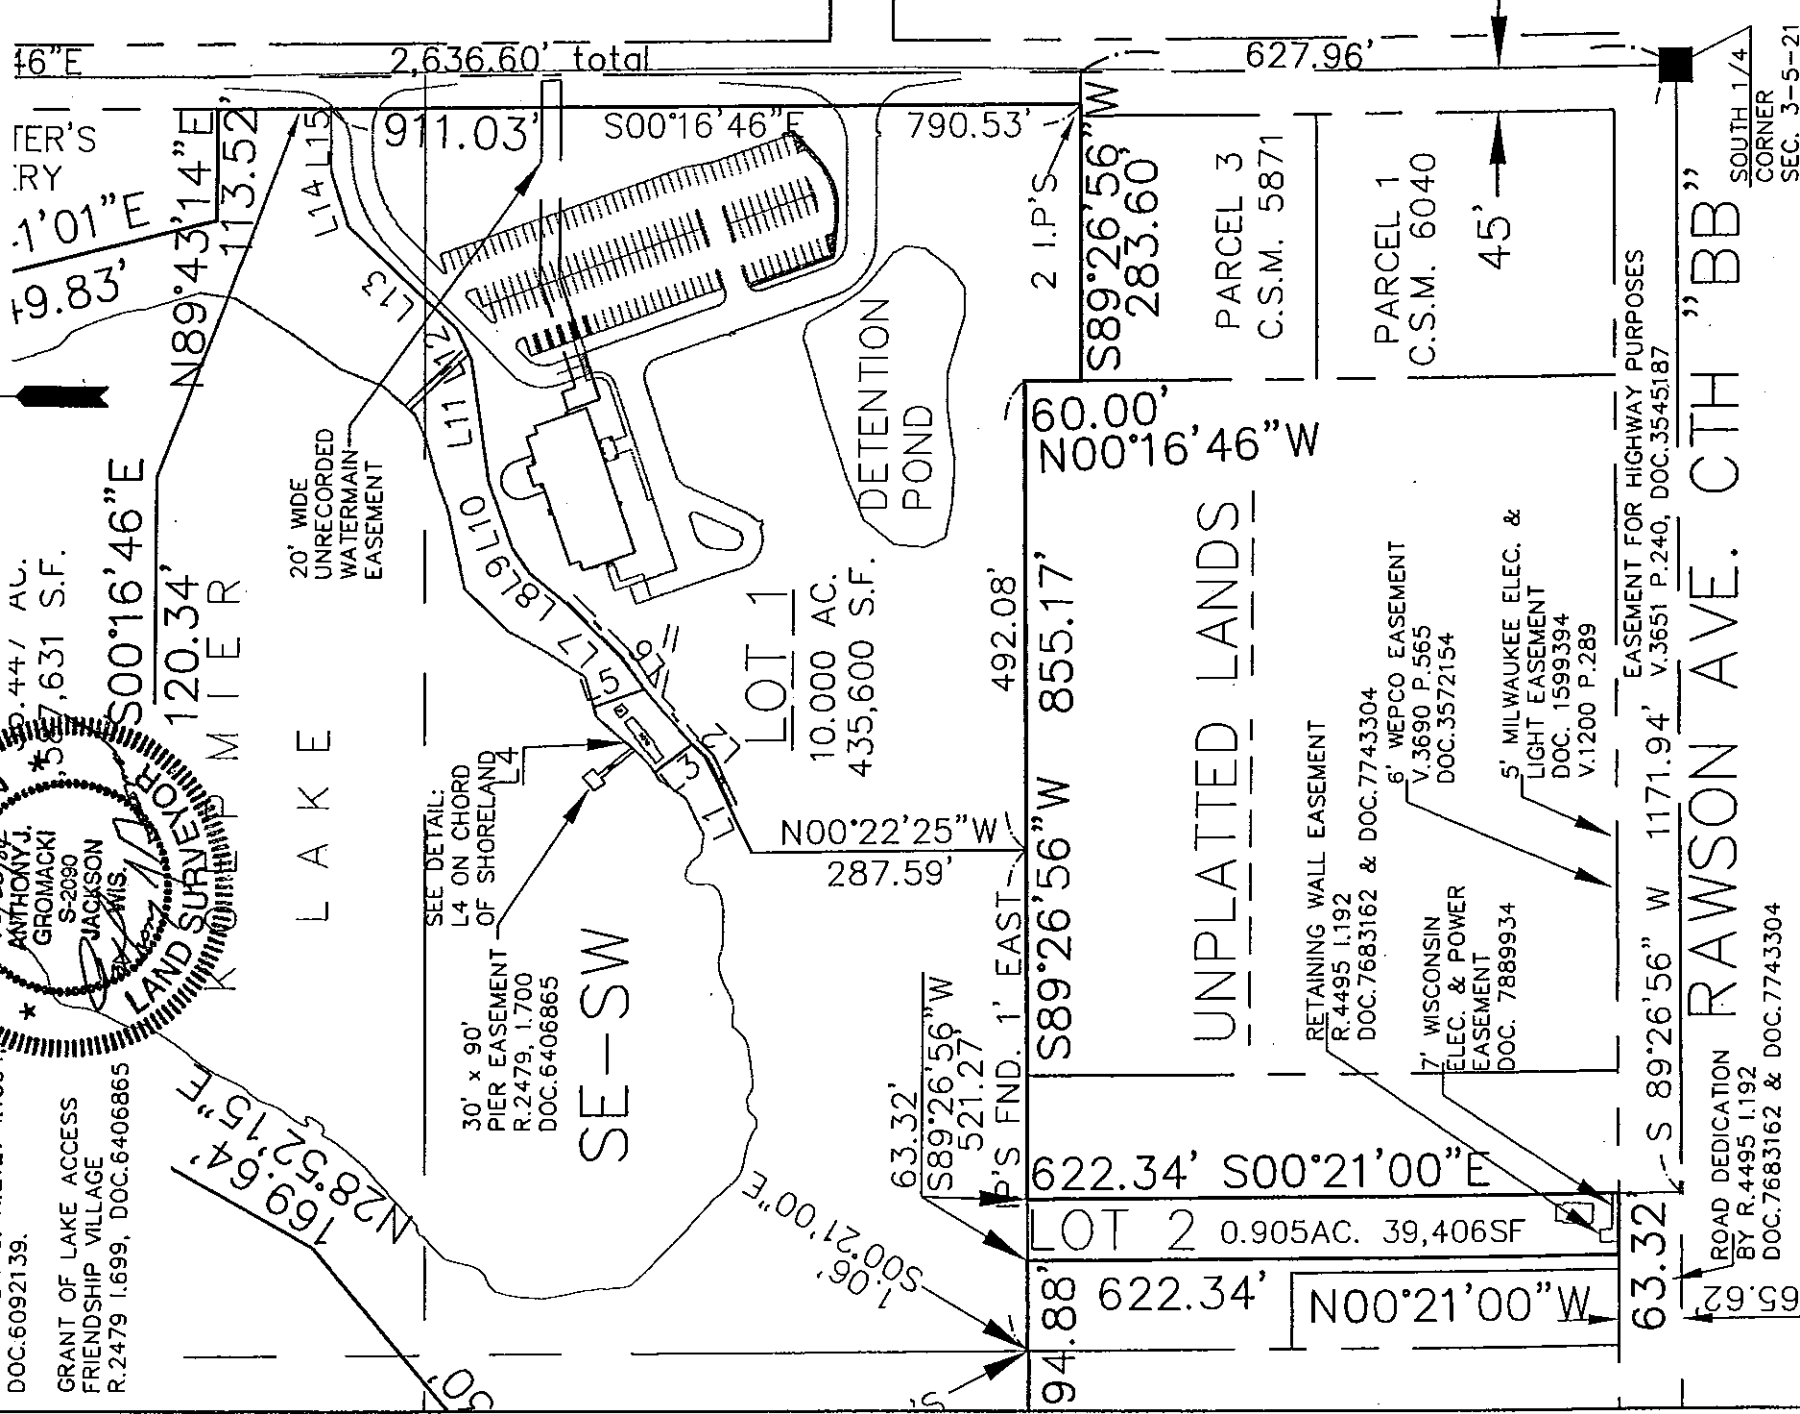 46"E
2,636.60' total
627.96'
TER'S
RY
1'01"E
49.83'
N89°43'14"E
113.52'
L14 L15
911.03'
S00°16'46"E
790.53'
2 I.P'S
S89°26'56"W
283.60'
PARCEL 3
C.S.M. 5871
PARCEL 1
C.S.M. 6040
45'
SOUTH 1/4
CORNER
SEC. 3-5-21
L13
L12
L11
L10
L9
L8
L7
L6
L5
L4
L3
L2
L1
S00°16'46"E
120.34'
,631 S.F.
20' WIDE
UNRECORDED
WATERMAIN
EASEMENT
DETENTION
POND
60.00'
N00°16'46"W
LOT 1
10.000 AC.
435,600 S.F.
492.08'
855.17'
S89°26'56"W
UNPLATTED LANDS
EASEMENT FOR HIGHWAY PURPOSES
V.3651 P.240, DOC.3545187
6' WEPCO EASEMENT
V.3690 P.565
DOC.3572154
5' MILWAUKEE ELEC. &
LIGHT EASEMENT
DOC. 1599394
V.1200 P.289
RETAINING WALL EASEMENT
R.4495 I.192
DOC.7683162 & DOC.7743304
7' WISCONSIN
ELEC. & POWER
EASEMENT
DOC. 7889934
S 89°26'56" W 1171.94'
RAWSON AVE. CTH "BB"
ANTHONY J.
GROMACKI
S-2090
JACKSON
WIS.
LAND SURVEYOR
LAKE
SEE DETAIL:
L4 ON CHORD
OF SHORELAND
N00°22'25"W
287.59'
30' x 90'
PIER EASEMENT
R.2479, I.700
DOC.6406865
SE-SW
63.32'
S89°26'56"W
521.27'
I.P'S FND. 1' EAST
DOC.6092139.
GRANT OF LAKE ACCESS
FRIENDSHIP VILLAGE
R.2479 I.699, DOC.6406865
169.64'
N28°52'15"E
50'
1.06'
S00°21'00"E
622.34' S00°21'00"E
LOT 2 0.905AC. 39,406SF
94.88'
622.34'
N00°21'00"W
63.32'
65.62'
ROAD DEDICATION
BY R.4495 I.192
DOC.7683162 & DOC.7743304